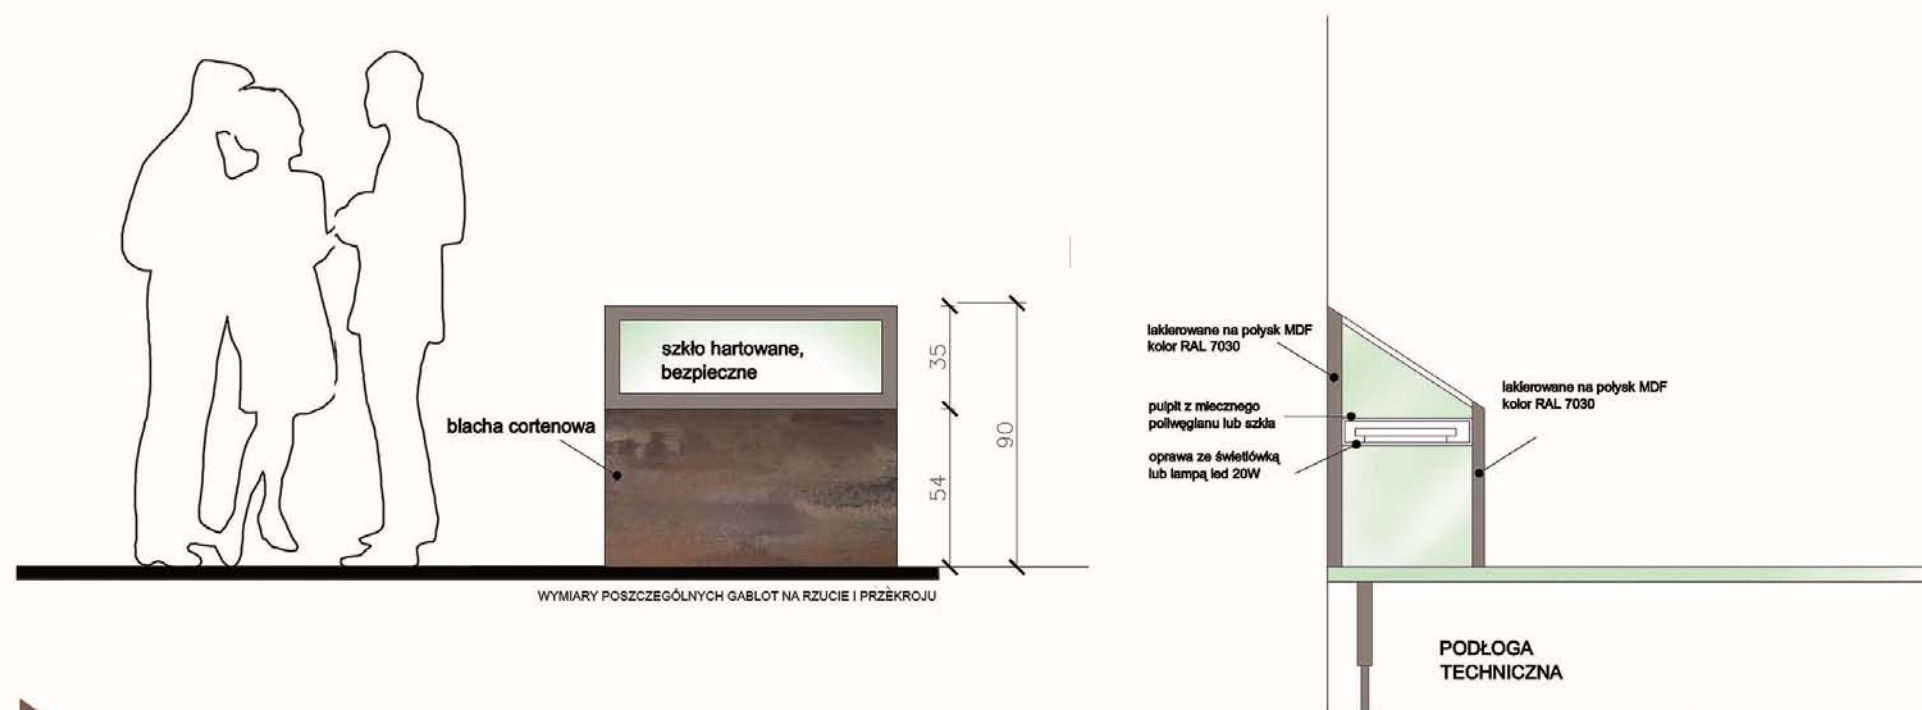 szkło hartowane,
bezpieczne
blacha cortenowa
35
54
90
WYMIARY POSZCZEGÓLNYCH GABLOT NA RZUCIE I PRZÈKROJU
lakierowane na połysk MDF
kolor RAL 7030
pulpit z mlecznego
poliwęglanu lub szkła
oprawa ze świetlówką
lub lampą led 20W
lakierowane na połysk MDF
kolor RAL 7030
PODŁOGA
TECHNICZNA